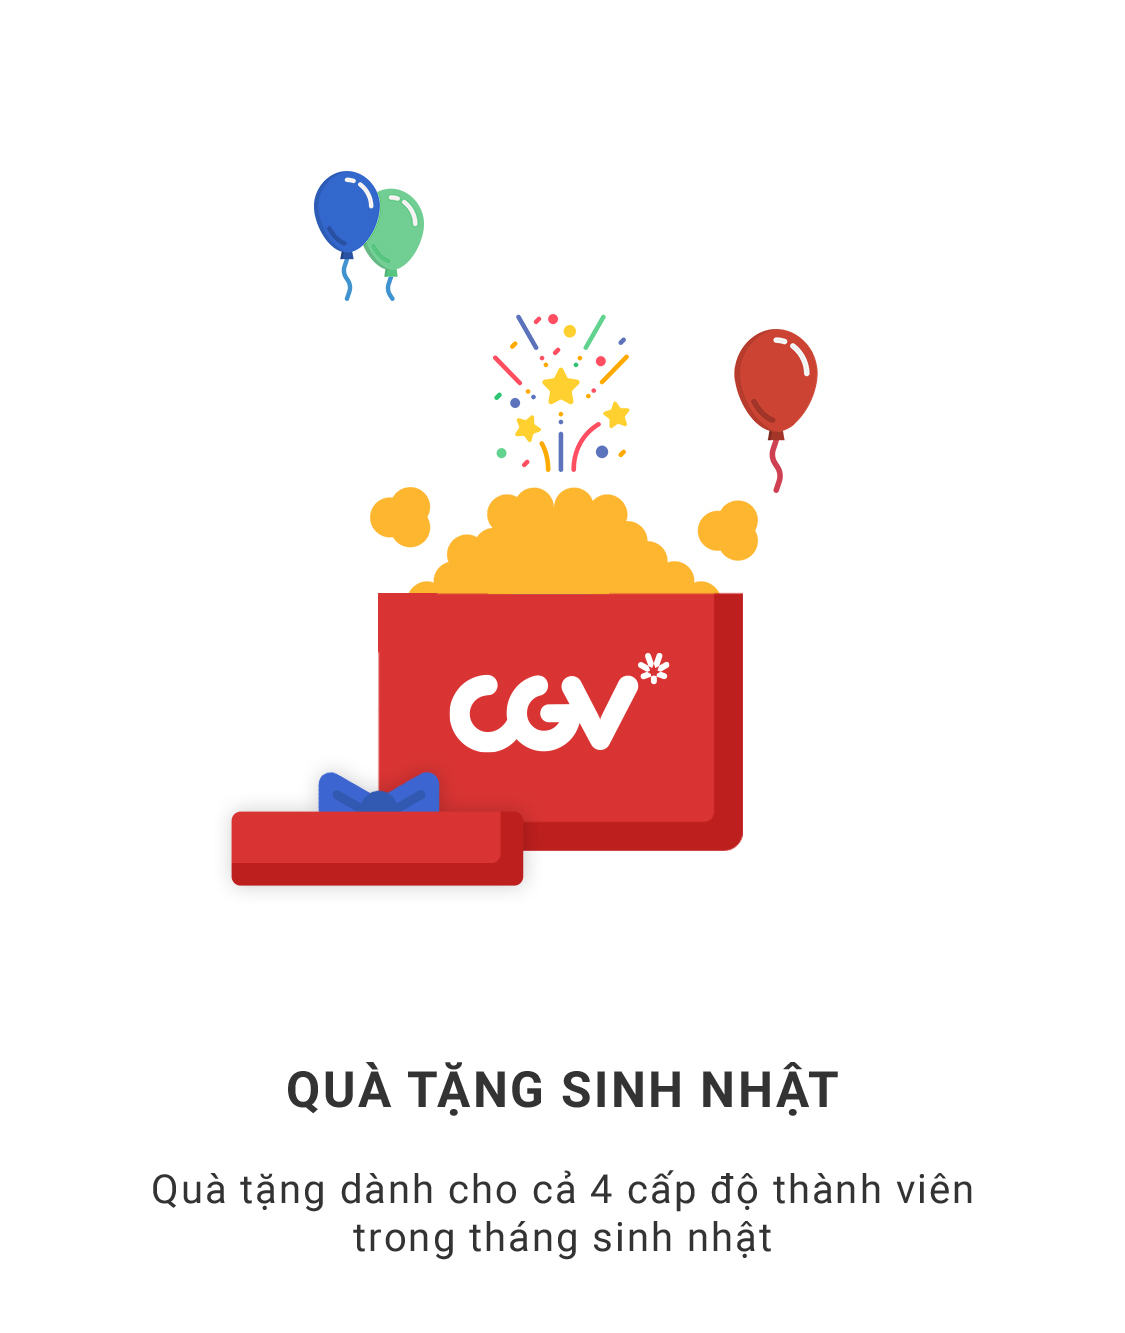 CGV
QUÀ TẶNG SINH NHẬT
Quà tặng dành cho cả 4 cấp độ thành viên
trong tháng sinh nhật